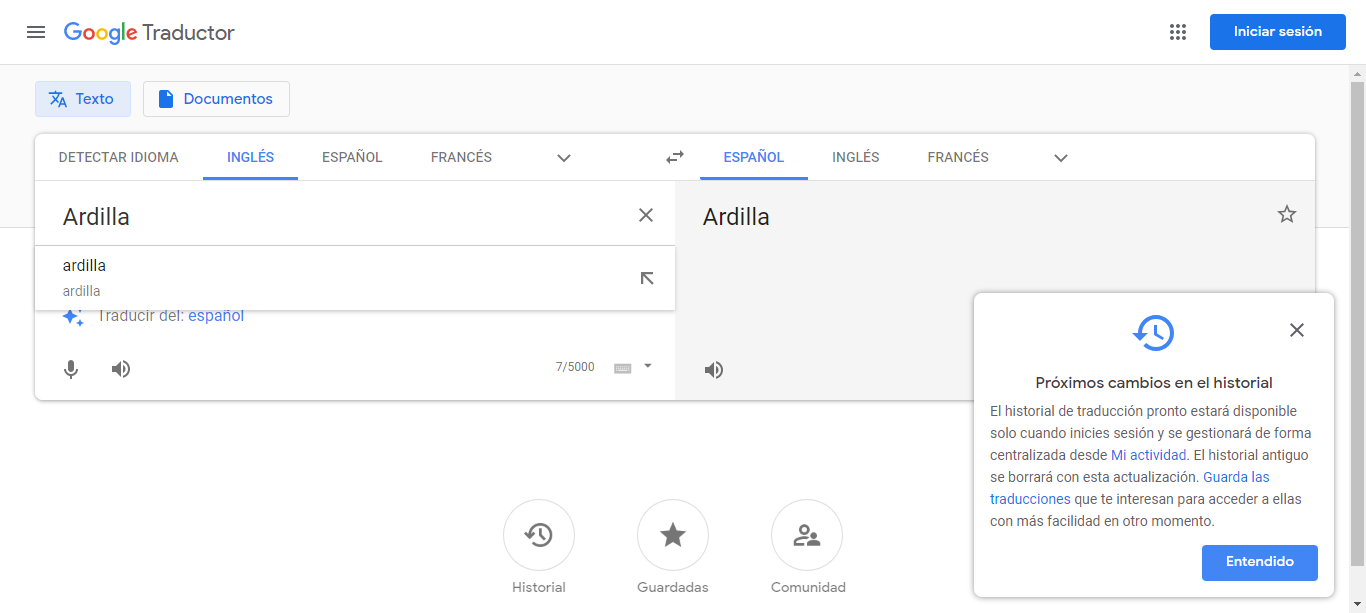 Google Traductor
Iniciar sesión
Texto
Documentos
DETECTAR IDIOMA INGLÉS ESPAÑOL FRANCÉS
ESPAÑOL INGLÉS FRANCÉS
Ardilla
Ardilla
ardilla
ardilla
Traducir del: español
7/5000
Próximos cambios en el historial
El historial de traducción pronto estará disponible
solo cuando inicies sesión y se gestionará de forma
centralizada desde Mi actividad. El historial antiguo
se borrará con esta actualización. Guarda las
traducciones que te interesan para acceder a ellas
con más facilidad en otro momento.
Entendido
Historial
Guardadas
Comunidad